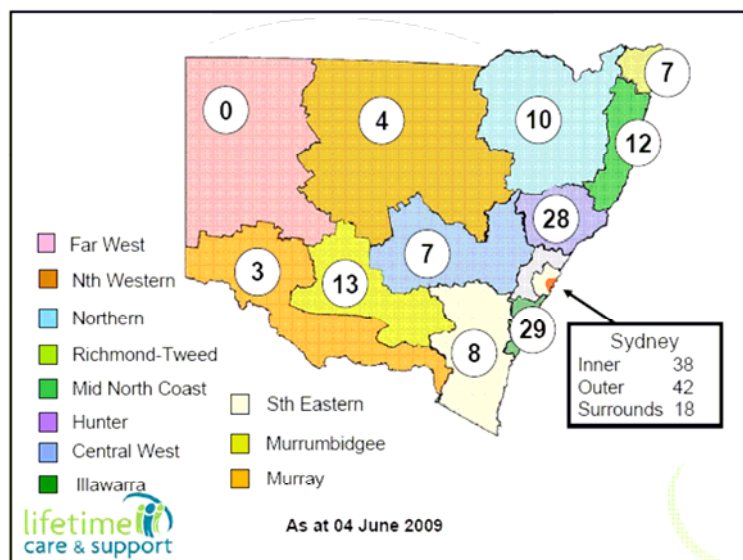 7
0
4
10
12
28
7
3
13
29
8
Far West
Nth Western
Northern
Richmond-Tweed
Mid North Coast
Hunter
Central West
Illawarra
Sth Eastern
Murrumbidgee
Murray
Sydney
Inner 38
Outer 42
Surrounds 18
lifetime
care & support
As at 04 June 2009